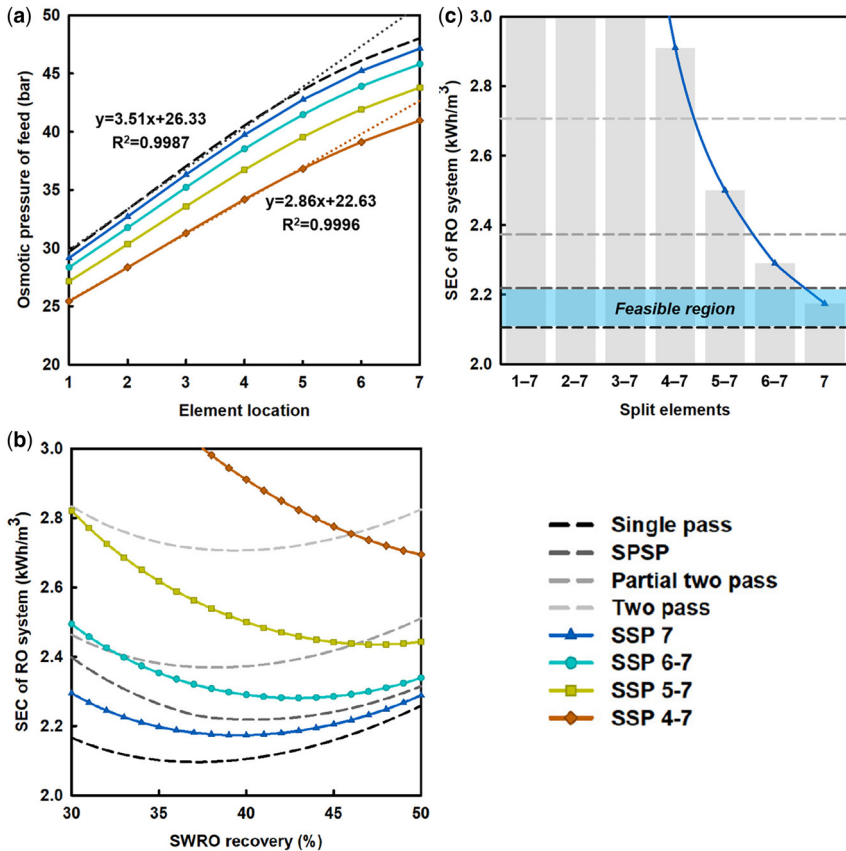 (a)
Osmotic pressure of feed (bar)
50
45
40
35
30
25
20
y=3.51x+26.33
R²=0.9987
y=2.86x+22.63
R²=0.9996
1 2 3 4 5 6 7
Element location
(c)
SEC of RO system (kWh/m³)
3.0
2.8
2.6
2.4
2.2
2.0
Feasible region
1–7 2–7 3–7 4–7 5–7 6–7 7
Split elements
(b)
SEC of RO system (kWh/m³)
3.0
2.8
2.6
2.4
2.2
2.0
30 35 40 45 50
SWRO recovery (%)
Single pass
SPSP
Partial two pass
Two pass
SSP 7
SSP 6-7
SSP 5-7
SSP 4-7